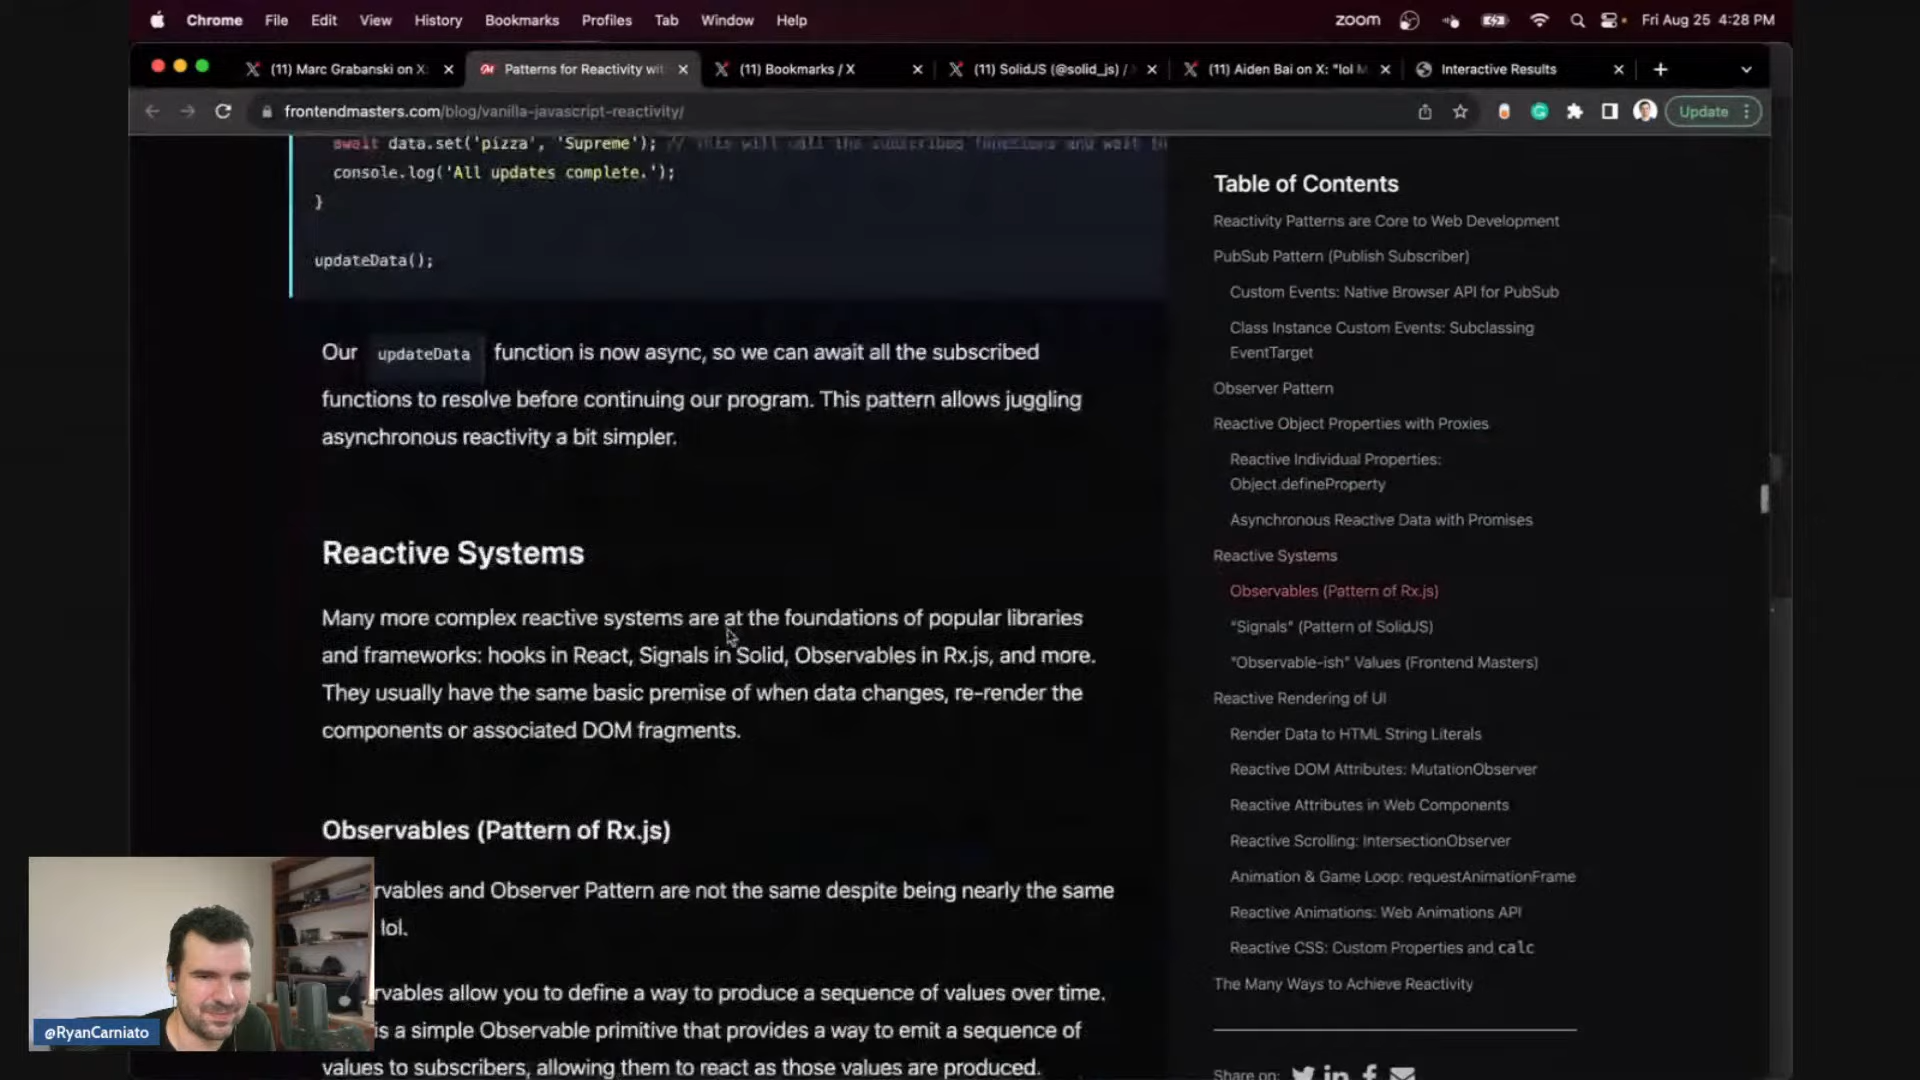 Chrome File Edit View History Bookmarks Profiles Tab Window Help zoom Fri Aug 25 4:28 PM
(11) Marc Grabanski on X: Patterns for Reactivity wit (11) Bookmarks / X (11) SolidJS (@solid_js) / Aiden Bai on X: "lol M Interactive Results
frontendmasters.com/blog/vanilla-javascript-reactivity/ Update
await data.set('pizza', 'Supreme'); // This will call the subscribed functions and wait
console.log('All updates complete.');
}
updateData();
Our updateData function is now async, so we can await all the subscribed
functions to resolve before continuing our program. This pattern allows juggling
asynchronous reactivity a bit simpler.
Reactive Systems
Many more complex reactive systems are at the foundations of popular libraries
and frameworks: hooks in React, Signals in Solid, Observables in Rx.js, and more.
They usually have the same basic premise of when data changes, re-render the
components or associated DOM fragments.
Observables (Pattern of Rx.js)
rvables and Observer Pattern are not the same despite being nearly the same
lol.
rvables allow you to define a way to produce a sequence of values over time.
is a simple Observable primitive that provides a way to emit a sequence of
values to subscribers, allowing them to react as those values are produced.
Table of Contents
Reactivity Patterns are Core to Web Development
PubSub Pattern (Publish Subscriber)
Custom Events: Native Browser API for PubSub
Class Instance Custom Events: Subclassing
EventTarget
Observer Pattern
Reactive Object Properties with Proxies
Reactive Individual Properties:
Object.defineProperty
Asynchronous Reactive Data with Promises
Reactive Systems
Observables (Pattern of Rx.js)
"Signals" (Pattern of SolidJS)
"Observable-ish" Values (Frontend Masters)
Reactive Rendering of UI
Render Data to HTML String Literals
Reactive DOM Attributes: MutationObserver
Reactive Attributes in Web Components
Reactive Scrolling: IntersectionObserver
Animation & Game Loop: requestAnimationFrame
Reactive Animations: Web Animations API
Reactive CSS: Custom Properties and calc
The Many Ways to Achieve Reactivity
Share on:
@RyanCarniato